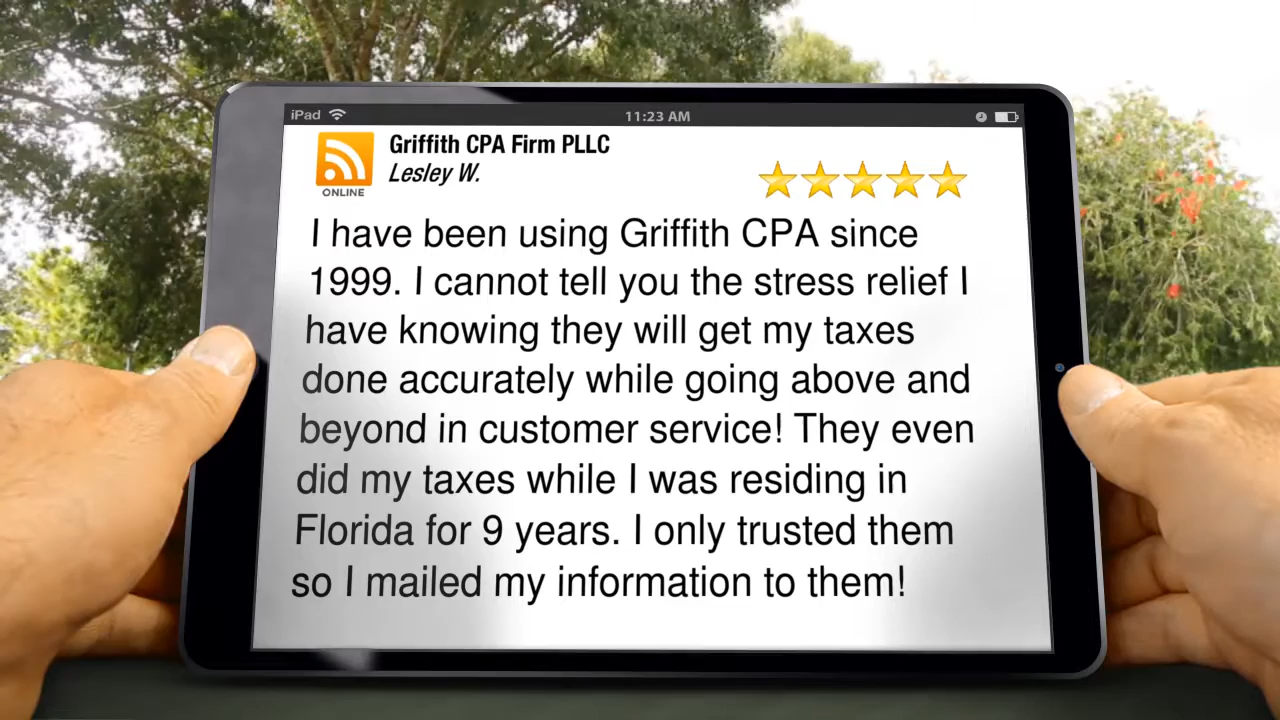 iPad 11:23 AM
Griffith CPA Firm PLLC
Lesley W.
ONLINE
I have been using Griffith CPA since
1999. I cannot tell you the stress relief I
have knowing they will get my taxes
done accurately while going above and
beyond in customer service! They even
did my taxes while I was residing in
Florida for 9 years. I only trusted them
so I mailed my information to them!